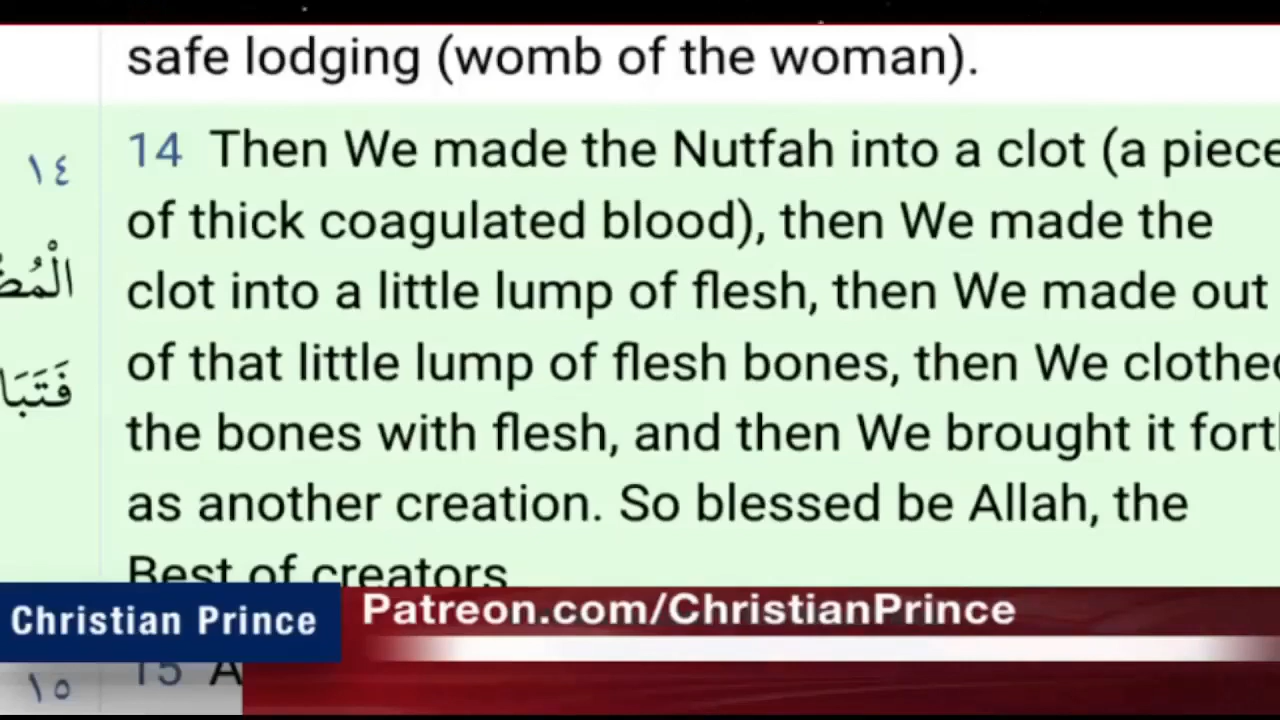 safe lodging (womb of the woman).
١٤
14 Then We made the Nutfah into a clot (a piece
of thick coagulated blood), then We made the
clot into a little lump of flesh, then We made out
of that little lump of flesh bones, then We clothed
the bones with flesh, and then We brought it forth
as another creation. So blessed be Allah, the
Best of creators
Christian Prince
Patreon.com/ChristianPrince
١٥
15 A